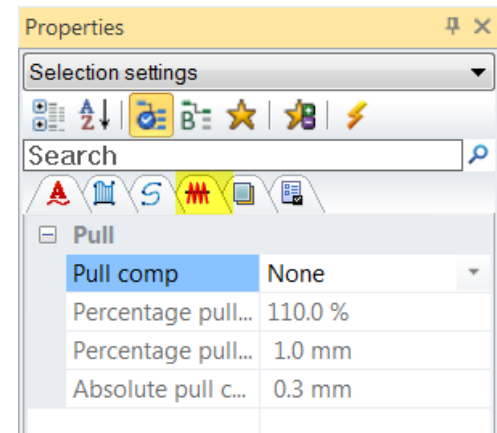 Properties
Selection settings
Search
Pull
Pull comp None
Percentage pull... 110.0 %
Percentage pull... 1.0 mm
Absolute pull c... 0.3 mm